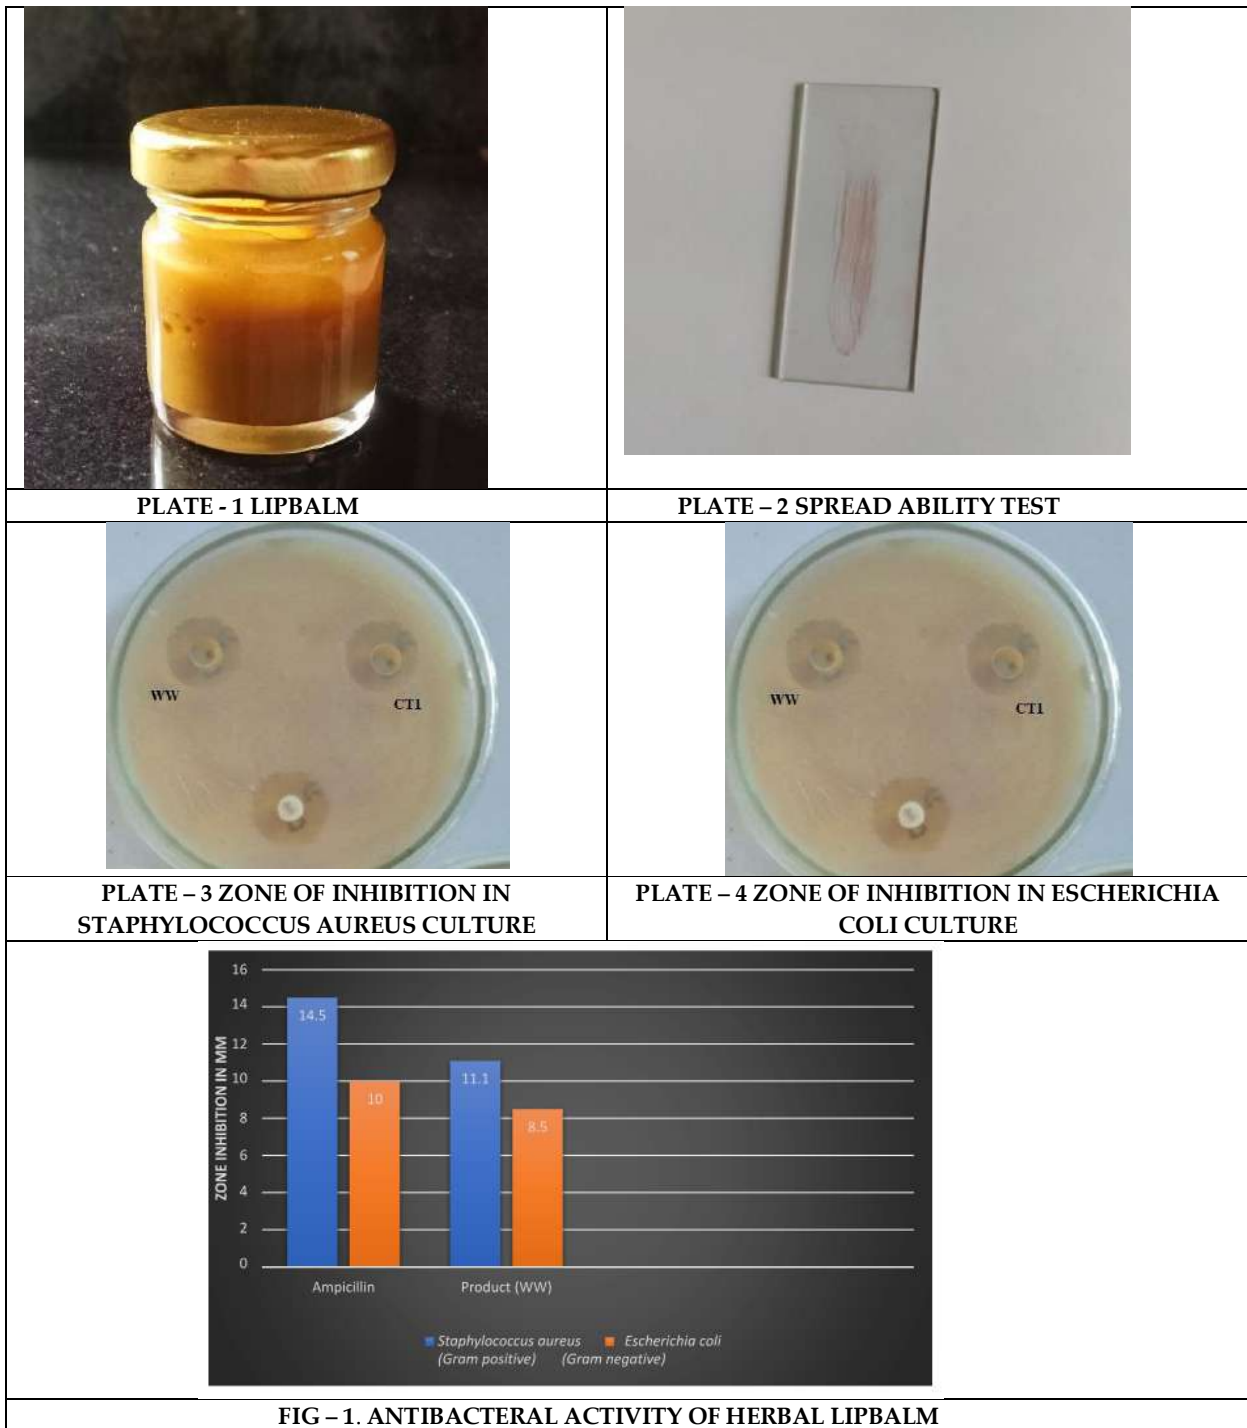 PLATE - 1 LIPBALM
PLATE – 2 SPREAD ABILITY TEST
WW
CT1
WW
CT1
PLATE – 3 ZONE OF INHIBITION IN
STAPHYLOCOCCUS AUREUS CULTURE
PLATE – 4 ZONE OF INHIBITION IN ESCHERICHIA
COLI CULTURE
ZONE INHIBITION IN MM
16
14
12
10
8
6
4
2
0
14.5
10
11.1
8.5
Ampicillin
Product (WW)
Staphylococcus aureus
(Gram positive)
Escherichia coli
(Gram negative)
FIG – 1. ANTIBACTERAL ACTIVITY OF HERBAL LIPBALM